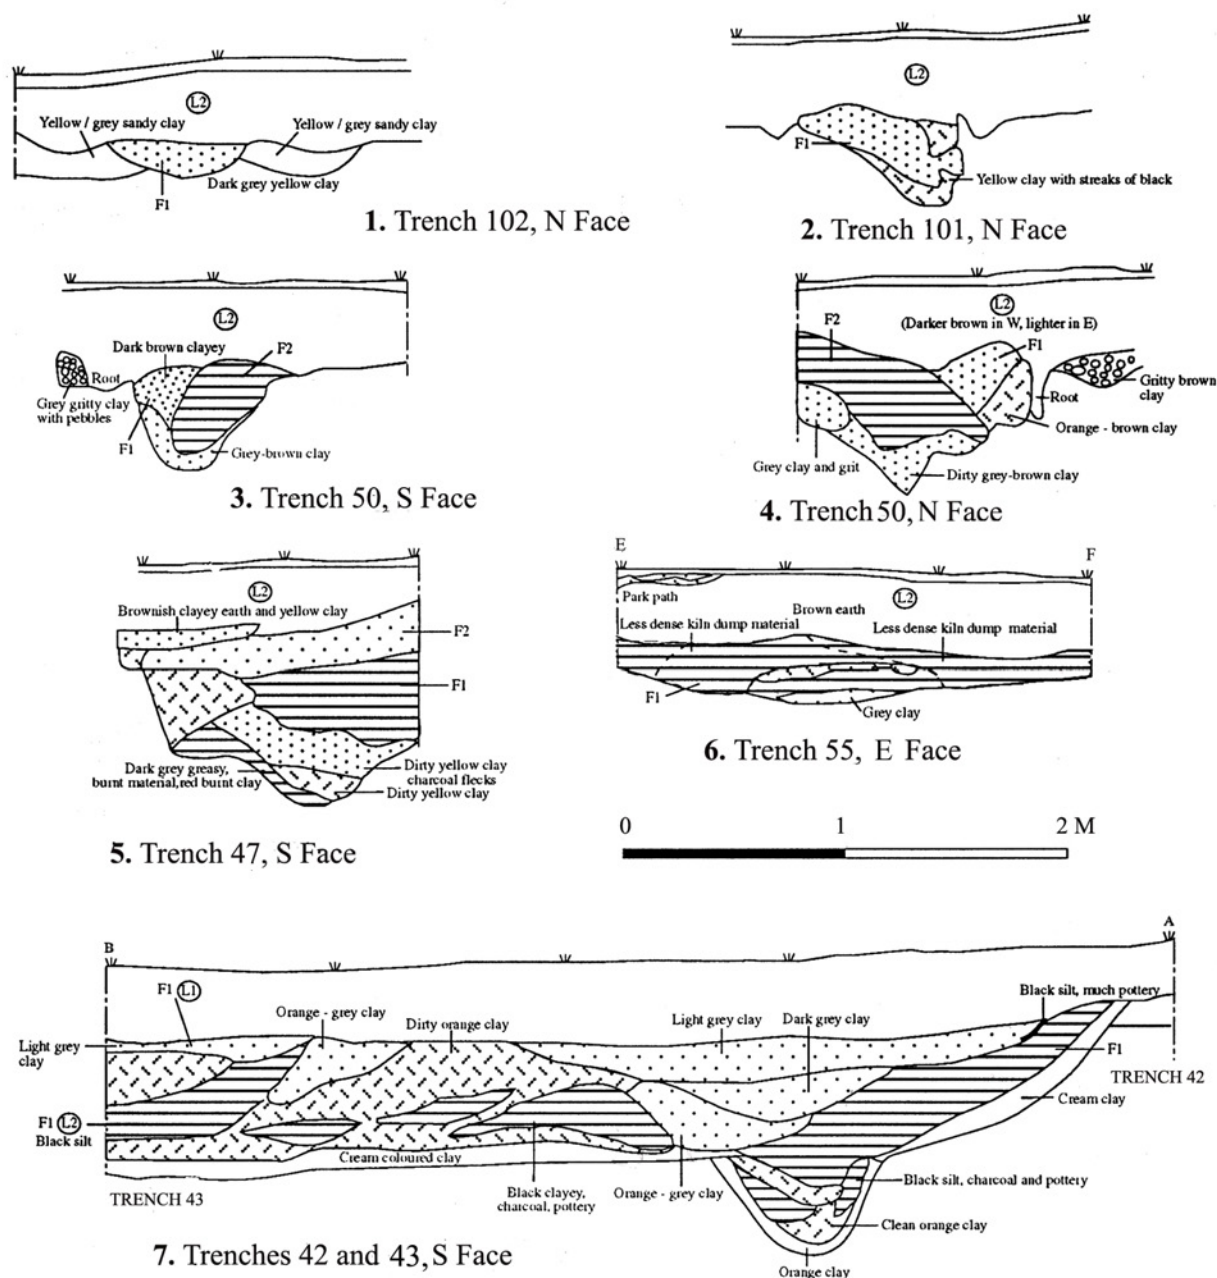 L2
Yellow / grey sandy clay
Yellow / grey sandy clay
Dark grey yellow clay
F1
1. Trench 102, N Face
L2
F1
Yellow clay with streaks of black
2. Trench 101, N Face
L2
Dark brown clayey
F2
Root
Grey gritty clay
with pebbles
F1
Grey-brown clay
3. Trench 50, S Face
L2
(Darker brown in W, lighter in E)
F2
F1
Gritty brown
clay
Root
Orange - brown clay
Grey clay and grit
Dirty grey-brown clay
4. Trench 50, N Face
L2
Brownish clayey earth and yellow clay
F2
F1
Dark grey greasy,
burnt material, red burnt clay
Dirty yellow clay
charcoal flecks
Dirty yellow clay
5. Trench 47, S Face
E
F
Park path
L2
Brown earth
Less dense kiln dump material
Less dense kiln dump material
F1
Grey clay
6. Trench 55, E Face
0 1 2 M
B
A
F1 L1
Orange - grey clay
Dirty orange clay
Light grey clay
Dark grey clay
Black silt, much pottery
Light grey
clay
F1
TRENCH 42
Cream clay
F1 L2
Black silt
Cream coloured clay
TRENCH 43
Black clayey,
charcoal, pottery
Orange - grey clay
Black silt, charcoal and pottery
Clean orange clay
Orange clay
7. Trenches 42 and 43, S Face